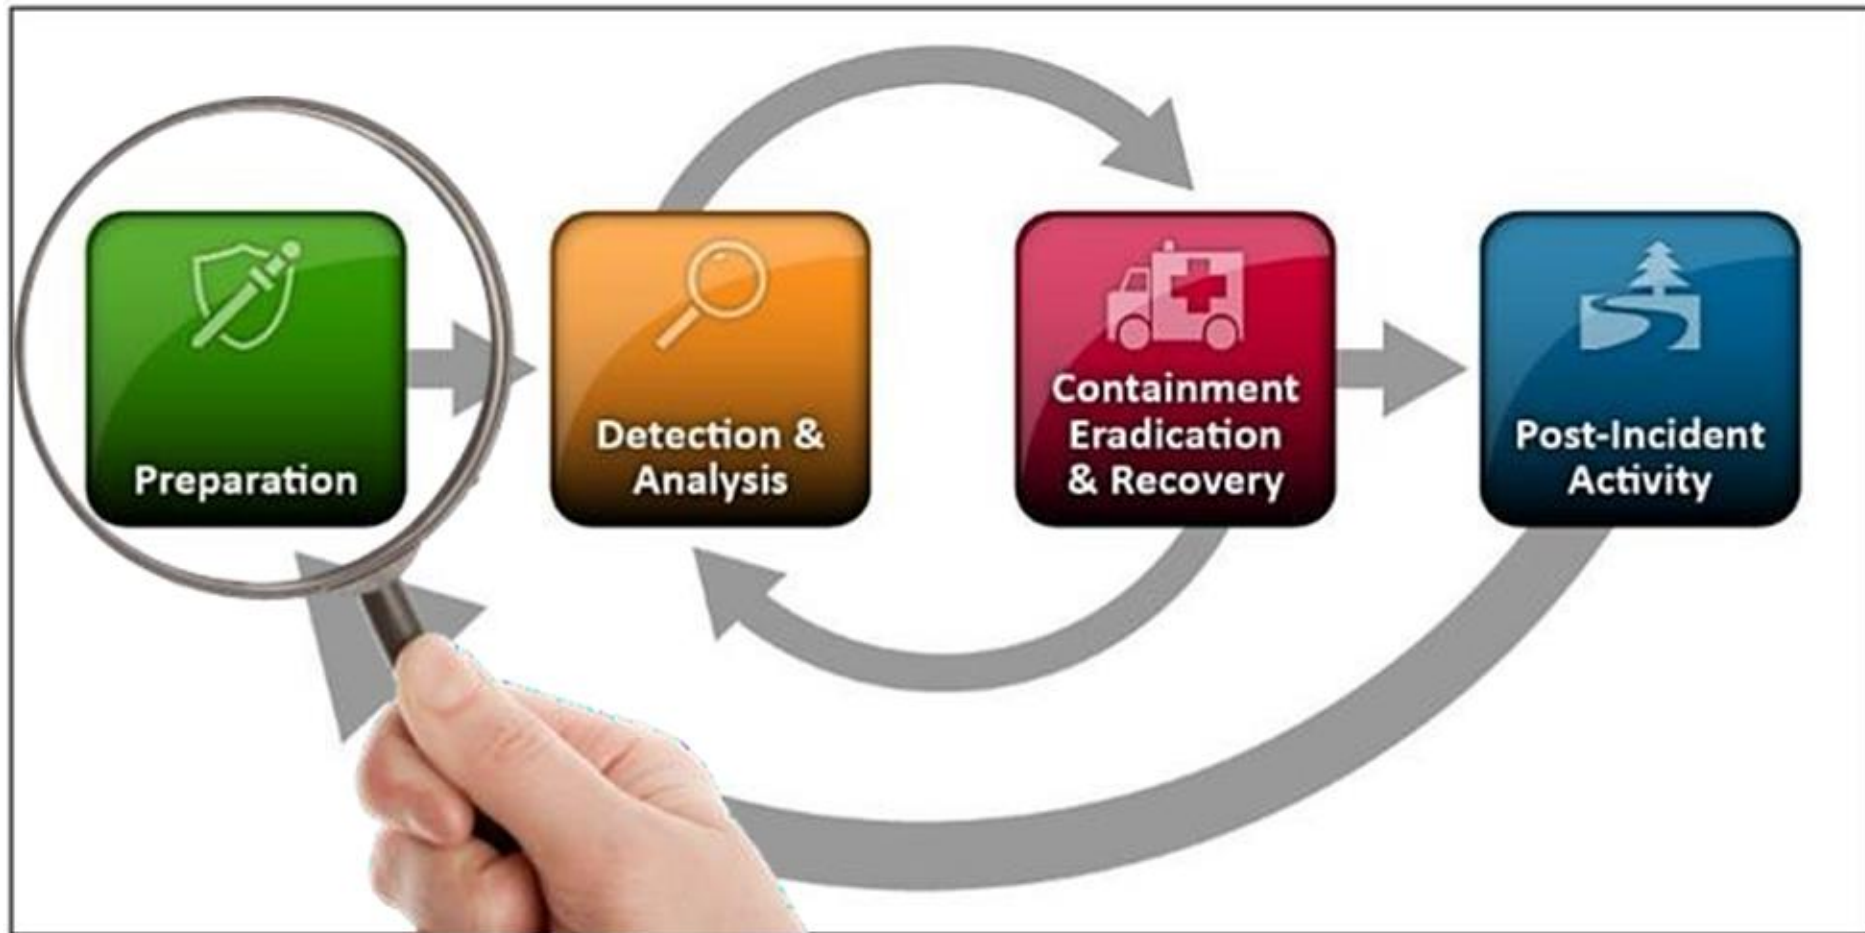 Preparation
Detection &
Analysis
Containment
Eradication
& Recovery
Post-Incident
Activity